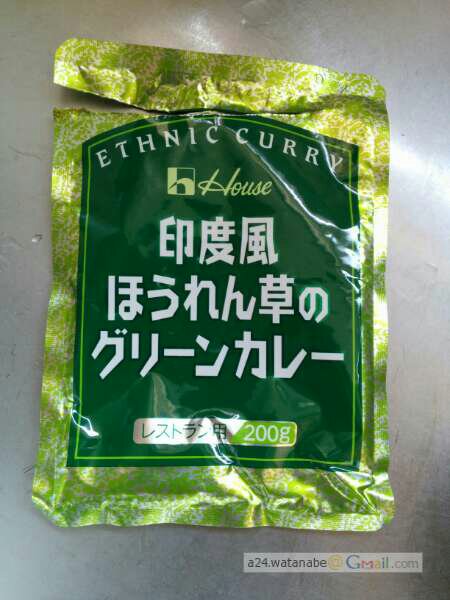 ETHNIC CURRY
House
印度風
ほうれん草の
グリーンカレー
レストラン用 200g
a24.watanabe@Gmail.com